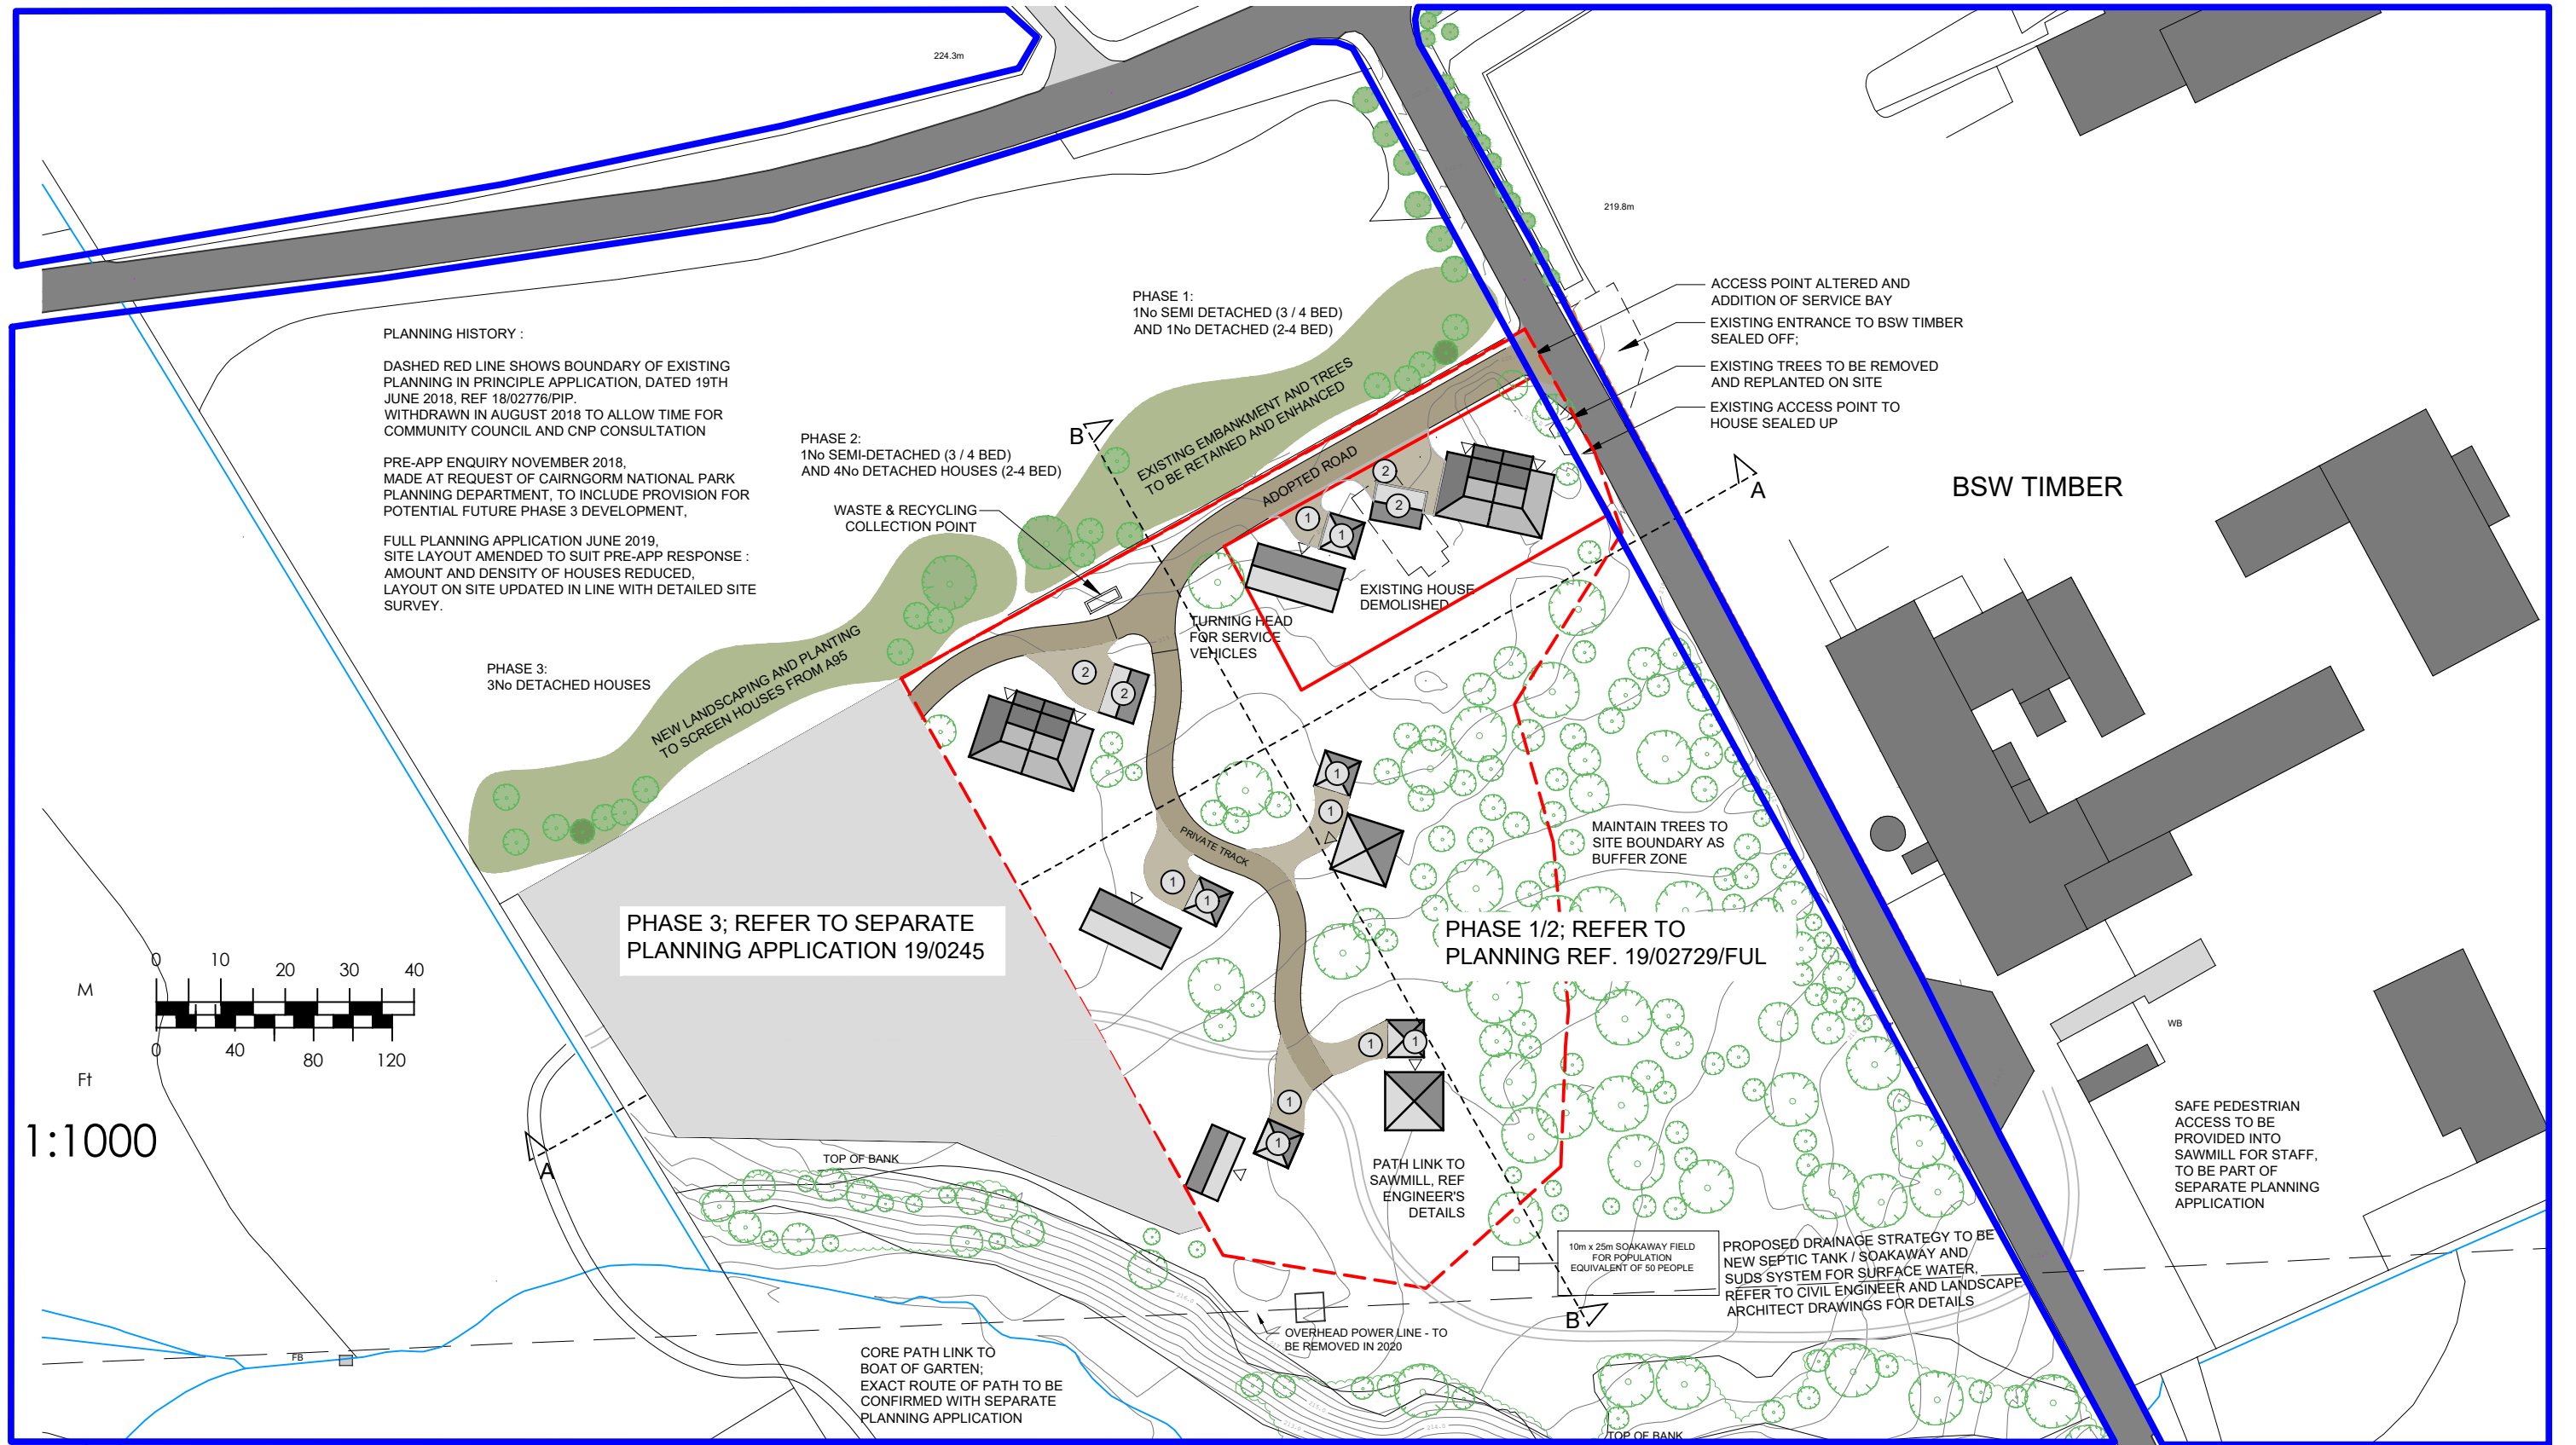 224.3m
219.8m
PLANNING HISTORY :
DASHED RED LINE SHOWS BOUNDARY OF EXISTING
PLANNING IN PRINCIPLE APPLICATION, DATED 19TH
JUNE 2018, REF 18/02776/PIP.
WITHDRAWN IN AUGUST 2018 TO ALLOW TIME FOR
COMMUNITY COUNCIL AND CNP CONSULTATION
PRE-APP ENQUIRY NOVEMBER 2018,
MADE AT REQUEST OF CAIRNGORM NATIONAL PARK
PLANNING DEPARTMENT, TO INCLUDE PROVISION FOR
POTENTIAL FUTURE PHASE 3 DEVELOPMENT,
FULL PLANNING APPLICATION JUNE 2019,
SITE LAYOUT AMENDED TO SUIT PRE-APP RESPONSE :
AMOUNT AND DENSITY OF HOUSES REDUCED,
LAYOUT ON SITE UPDATED IN LINE WITH DETAILED SITE
SURVEY.
PHASE 1:
1No SEMI DETACHED (3 / 4 BED)
AND 1No DETACHED (2-4 BED)
PHASE 2:
1No SEMI-DETACHED (3 / 4 BED)
AND 4No DETACHED HOUSES (2-4 BED)
WASTE & RECYCLING
COLLECTION POINT
PHASE 3:
3No DETACHED HOUSES
B
EXISTING EMBANKMENT AND TREES
TO BE RETAINED AND ENHANCED
ADOPTED ROAD
NEW LANDSCAPING AND PLANTING
TO SCREEN HOUSES FROM A95
ACCESS POINT ALTERED AND
ADDITION OF SERVICE BAY
EXISTING ENTRANCE TO BSW TIMBER
SEALED OFF;
EXISTING TREES TO BE REMOVED
AND REPLANTED ON SITE
EXISTING ACCESS POINT TO
HOUSE SEALED UP
A
BSW TIMBER
2
2
1
1
EXISTING HOUSE
DEMOLISHED
TURNING HEAD
FOR SERVICE
VEHICLES
2
2
1
1
PRIVATE TRACK
1
1
MAINTAIN TREES TO
SITE BOUNDARY AS
BUFFER ZONE
PHASE 3; REFER TO SEPARATE
PLANNING APPLICATION 19/0245
PHASE 1/2; REFER TO
PLANNING REF. 19/02729/FUL
0 10 20 30 40
M
0 40 80 120
Ft
1:1000
1
1
1
1
A
TOP OF BANK
PATH LINK TO
SAWMILL, REF
ENGINEER'S
DETAILS
WB
SAFE PEDESTRIAN
ACCESS TO BE
PROVIDED INTO
SAWMILL FOR STAFF,
TO BE PART OF
SEPARATE PLANNING
APPLICATION
10m x 25m SOAKAWAY FIELD
FOR POPULATION
EQUIVALENT OF 50 PEOPLE
PROPOSED DRAINAGE STRATEGY TO BE
NEW SEPTIC TANK / SOAKAWAY AND
SUDS SYSTEM FOR SURFACE WATER,
REFER TO CIVIL ENGINEER AND LANDSCAPE
ARCHITECT DRAWINGS FOR DETAILS
B
OVERHEAD POWER LINE - TO
BE REMOVED IN 2020
FB
CORE PATH LINK TO
BOAT OF GARTEN;
EXACT ROUTE OF PATH TO BE
CONFIRMED WITH SEPARATE
PLANNING APPLICATION
TOP OF BANK